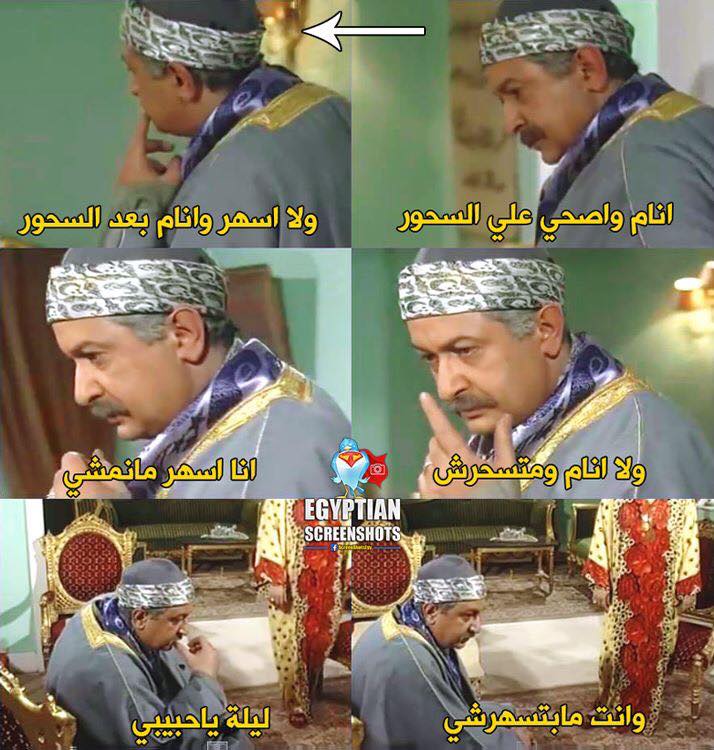 انام واصحي علي السحور
ولا اسهر وانام بعد السحور
ولا انام ومتسحرش
انا اسهر مانمشي
EGYPTIAN
SCREENSHOTS
وانت مابتسهرشي
ليلة ياحبيبي